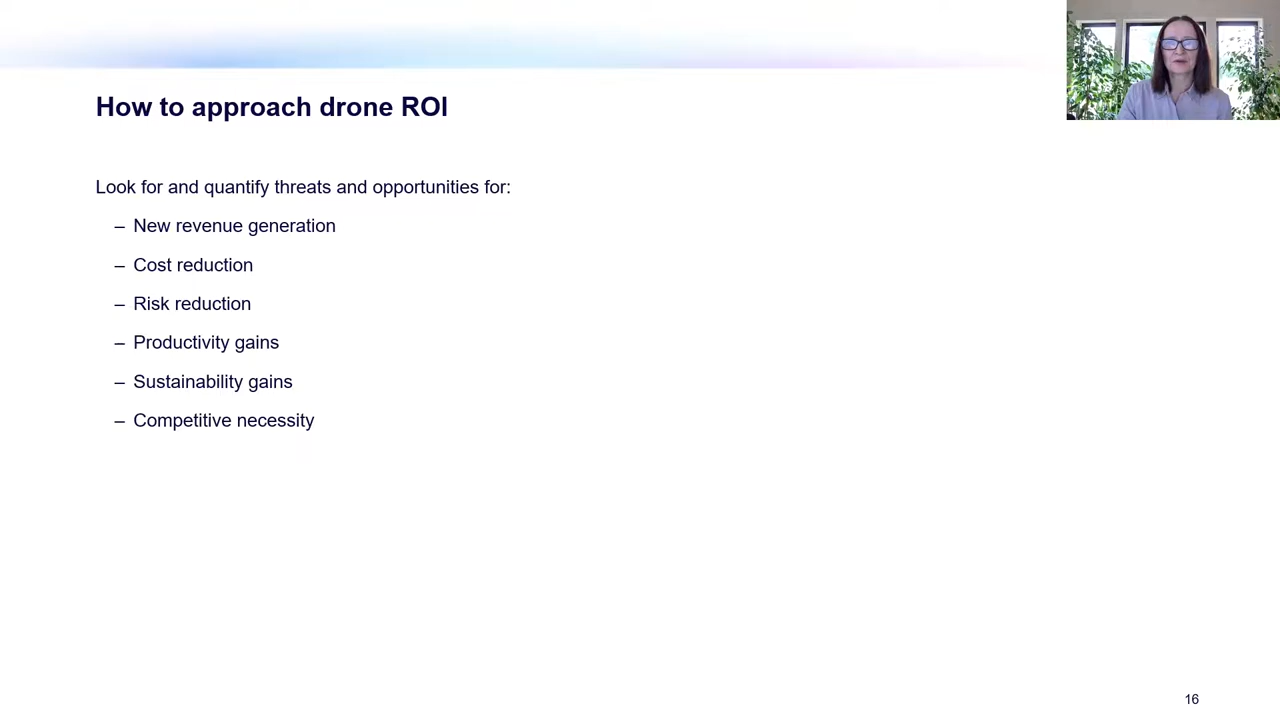 How to approach drone ROI
Look for and quantify threats and opportunities for:
– New revenue generation
– Cost reduction
– Risk reduction
– Productivity gains
– Sustainability gains
– Competitive necessity
16